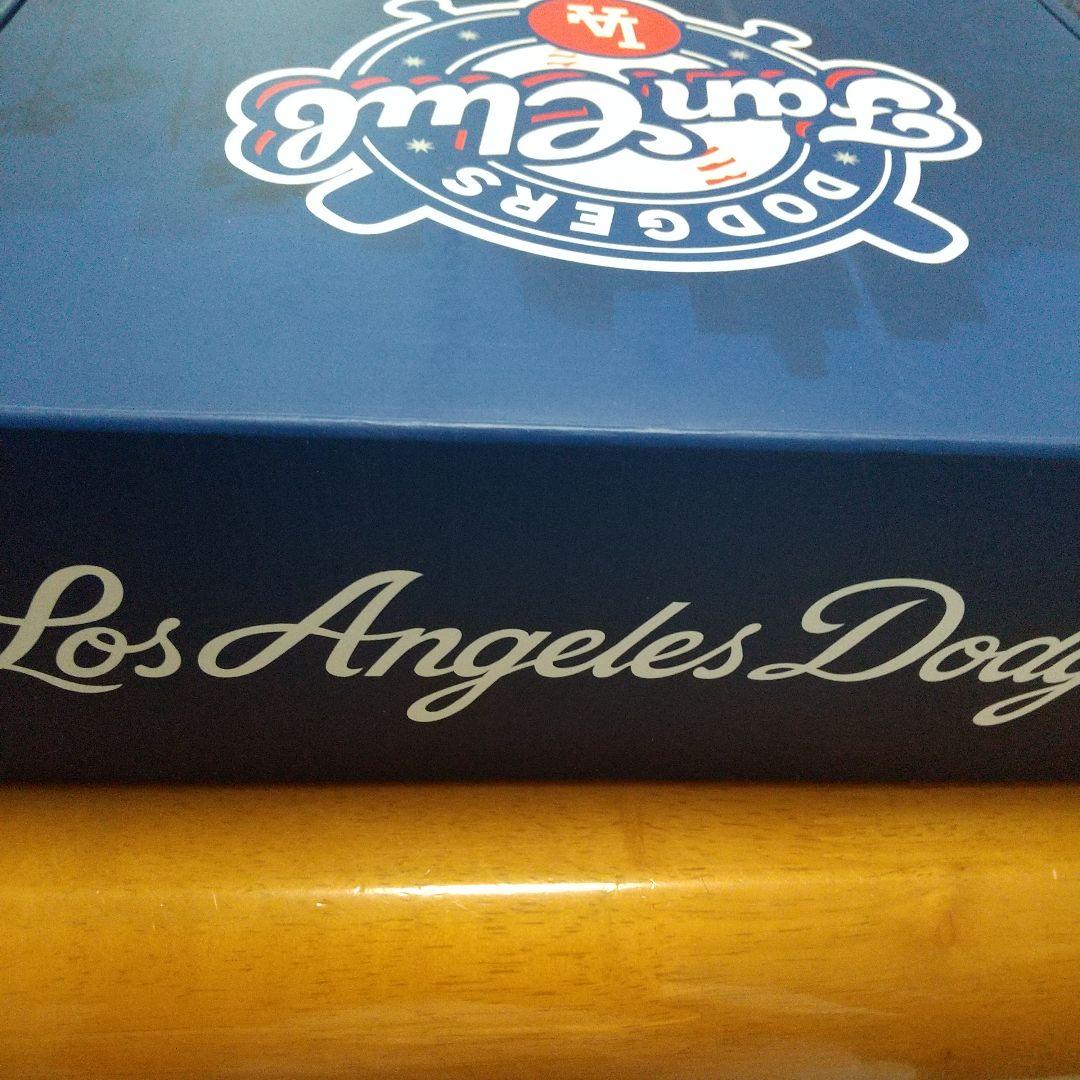 LA
Fan Club
DODGERS
Los Angeles Dodg